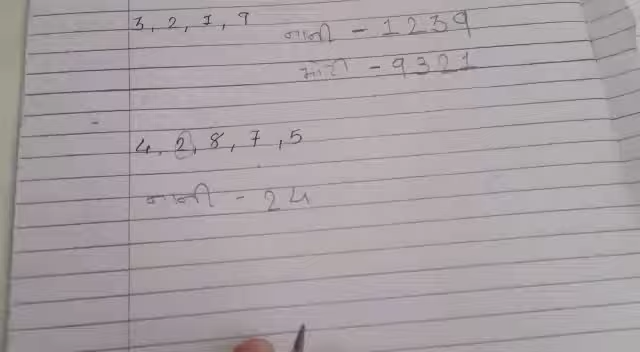 3, 2, 1, 9
નાની - 1239
મોટી - 9321
4, 2, 8, 7, 5
નાની - 24